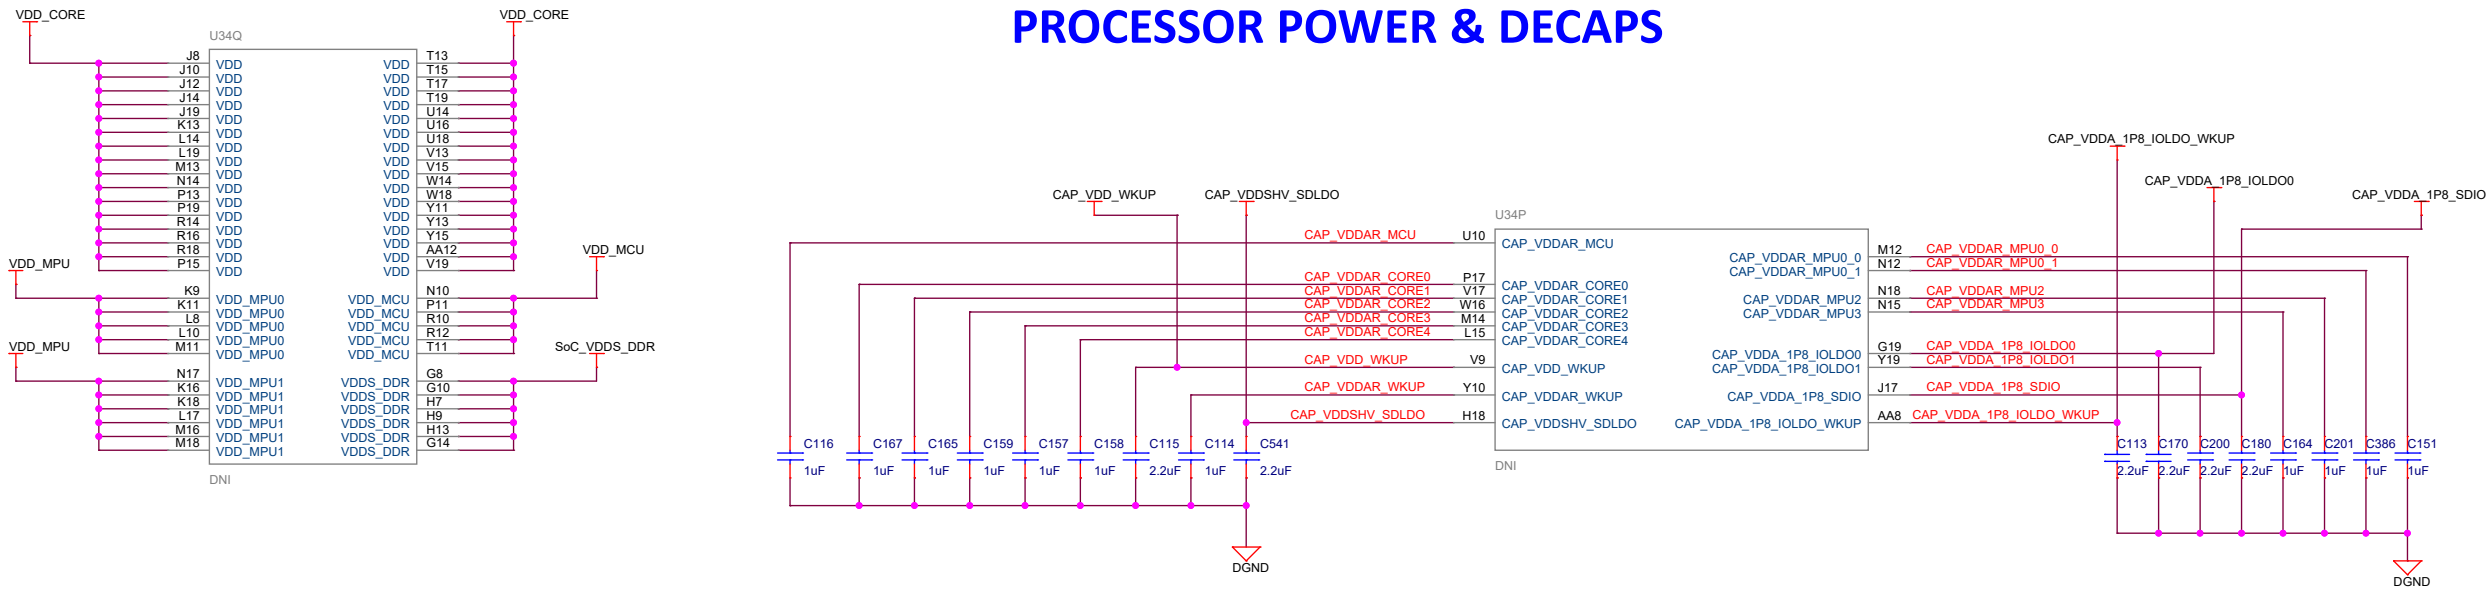 PROCESSOR POWER & DECAPS
VDD_CORE
VDD_CORE
U34Q
J8 VDD VDD T13
J10 VDD VDD T15
J12 VDD VDD T17
J14 VDD VDD T19
J19 VDD VDD U14
K13 VDD VDD U16
L14 VDD VDD U18
L19 VDD VDD V13
M13 VDD VDD V15
N14 VDD VDD W14
P13 VDD VDD W18
P19 VDD VDD Y11
R14 VDD VDD Y13
R16 VDD VDD Y15
R18 VDD VDD AA12
P15 VDD VDD V19
VDD_MPU
VDD_MCU
K9 VDD_MPU0 VDD_MCU N10
K11 VDD_MPU0 VDD_MCU P11
L8 VDD_MPU0 VDD_MCU R10
L10 VDD_MPU0 VDD_MCU R12
M11 VDD_MPU0 VDD_MCU T11
VDD_MPU
SoC_VDDS_DDR
N17 VDD_MPU1 VDDS_DDR G8
K16 VDD_MPU1 VDDS_DDR G10
K18 VDD_MPU1 VDDS_DDR H7
L17 VDD_MPU1 VDDS_DDR H9
M16 VDD_MPU1 VDDS_DDR H13
M18 VDD_MPU1 VDDS_DDR G14
DNI
CAP_VDD_WKUP
CAP_VDDSHV_SDLDO
CAP_VDDA_1P8_IOLDO_WKUP
CAP_VDDA_1P8_IOLDO0
CAP_VDDA_1P8_SDIO
U34P
CAP_VDDAR_MCU U10 CAP_VDDAR_MCU
CAP_VDDAR_CORE0 P17 CAP_VDDAR_CORE0
CAP_VDDAR_CORE1 V17 CAP_VDDAR_CORE1
CAP_VDDAR_CORE2 W16 CAP_VDDAR_CORE2
CAP_VDDAR_CORE3 M14 CAP_VDDAR_CORE3
CAP_VDDAR_CORE4 L15 CAP_VDDAR_CORE4
CAP_VDD_WKUP V9 CAP_VDD_WKUP
CAP_VDDAR_WKUP Y10 CAP_VDDAR_WKUP
CAP_VDDSHV_SDLDO H18 CAP_VDDSHV_SDLDO
CAP_VDDAR_MPU0_0 M12 CAP_VDDAR_MPU0_0
CAP_VDDAR_MPU0_1 N12 CAP_VDDAR_MPU0_1
CAP_VDDAR_MPU2 N18 CAP_VDDAR_MPU2
CAP_VDDAR_MPU3 N15 CAP_VDDAR_MPU3
CAP_VDDA_1P8_IOLDO0 G19 CAP_VDDA_1P8_IOLDO0
CAP_VDDA_1P8_IOLDO1 Y19 CAP_VDDA_1P8_IOLDO1
CAP_VDDA_1P8_SDIO J17 CAP_VDDA_1P8_SDIO
CAP_VDDA_1P8_IOLDO_WKUP AA8 CAP_VDDA_1P8_IOLDO_WKUP
DNI
C116 C167 C165 C159 C157 C158 C115 C114 C541
1uF 1uF 1uF 1uF 1uF 1uF 2.2uF 1uF 2.2uF
DGND
C113 C170 C200 C180 C164 C201 C386 C151
2.2uF 2.2uF 2.2uF 2.2uF 1uF 1uF 1uF 1uF
DGND